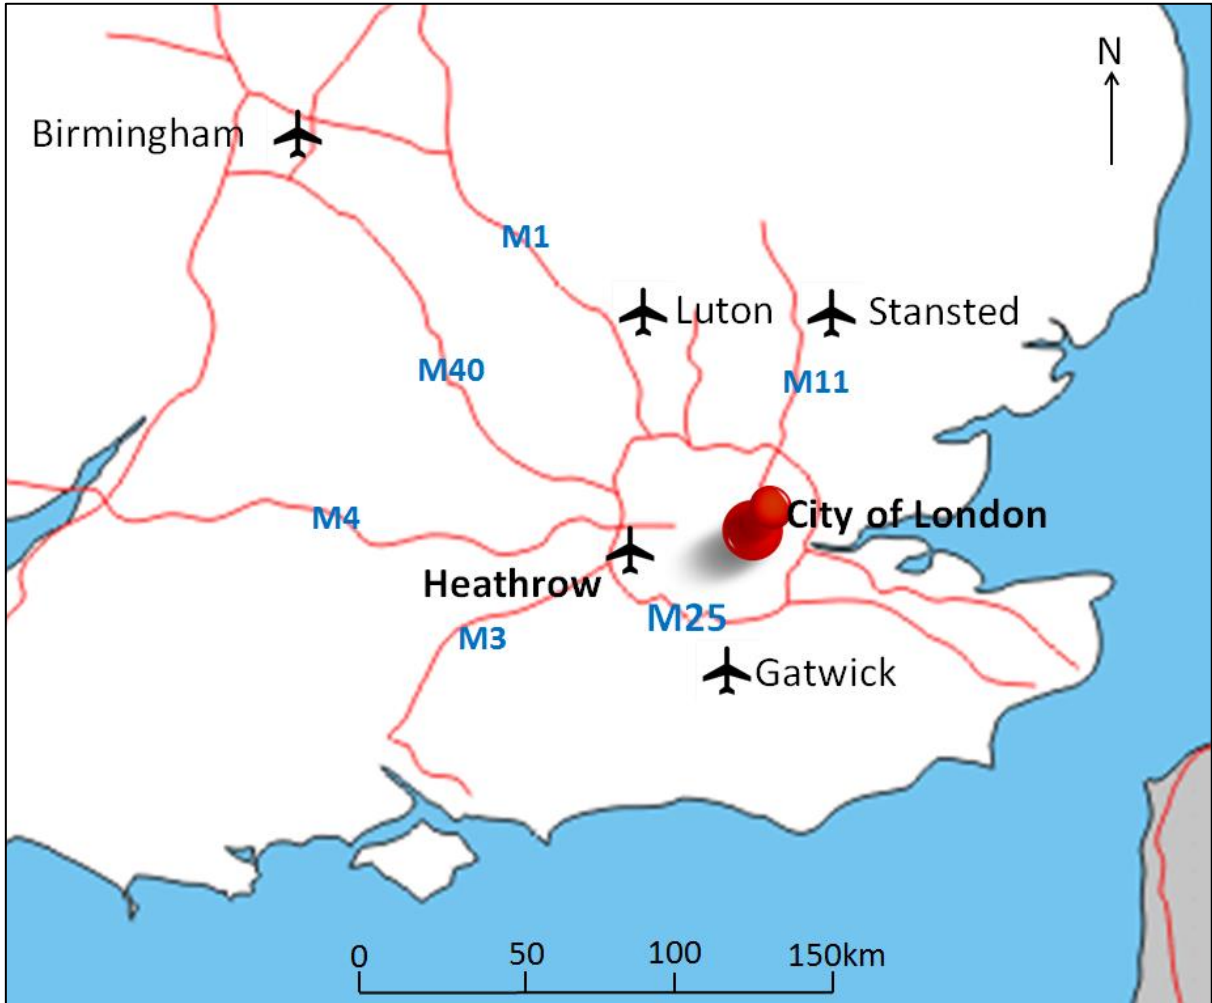 N
Birmingham
M1
Luton
Stansted
M40
M11
M4
City of London
Heathrow
M25
M3
Gatwick
0 50 100 150km